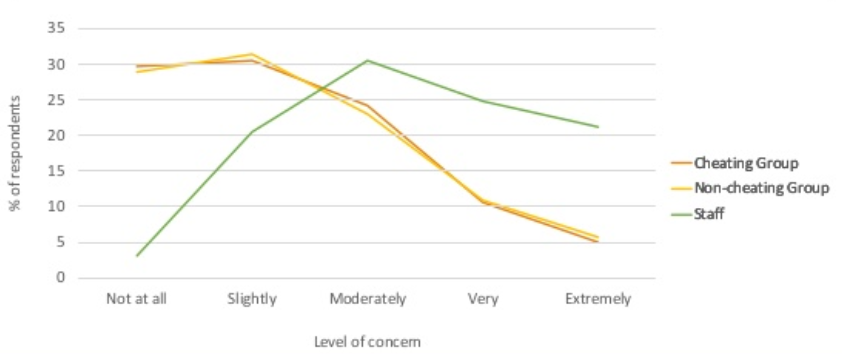 35
30
25
20
15
10
5
0
% of respondents
Not at all Slightly Moderately Very Extremely
Level of concern
Cheating Group
Non-cheating Group
Staff